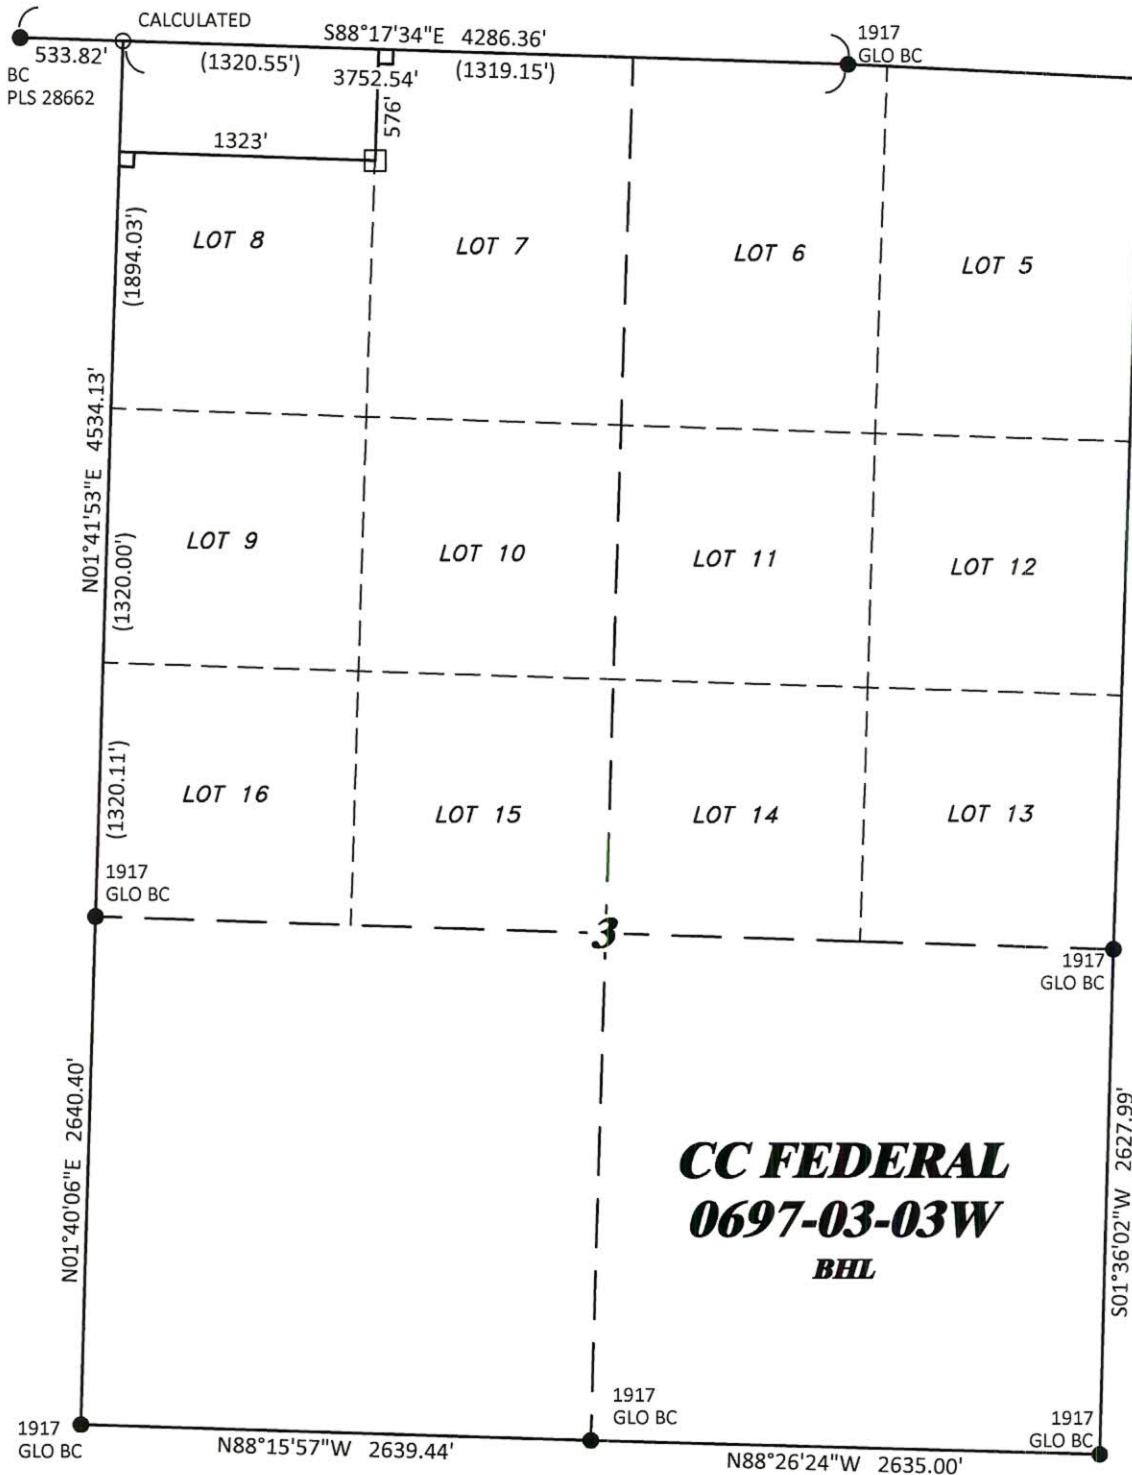 CALCULATED
S88°17'34"E 4286.36'
1917
GLO BC
533.82'
(1320.55')
3752.54'
(1319.15')
BC
PLS 28662
576'
1323'
(1894.03')
LOT 8
LOT 7
LOT 6
LOT 5
N01°41'53"E 4534.13'
(1320.00')
LOT 9
LOT 10
LOT 11
LOT 12
(1320.11')
LOT 16
LOT 15
LOT 14
LOT 13
1917
GLO BC
3
1917
GLO BC
N01°40'06"E 2640.40'
S01°36'02"W 2627.99'
CC FEDERAL
0697-03-03W
BHL
1917
GLO BC
1917
GLO BC
1917
GLO BC
N88°15'57"W 2639.44'
N88°26'24"W 2635.00'